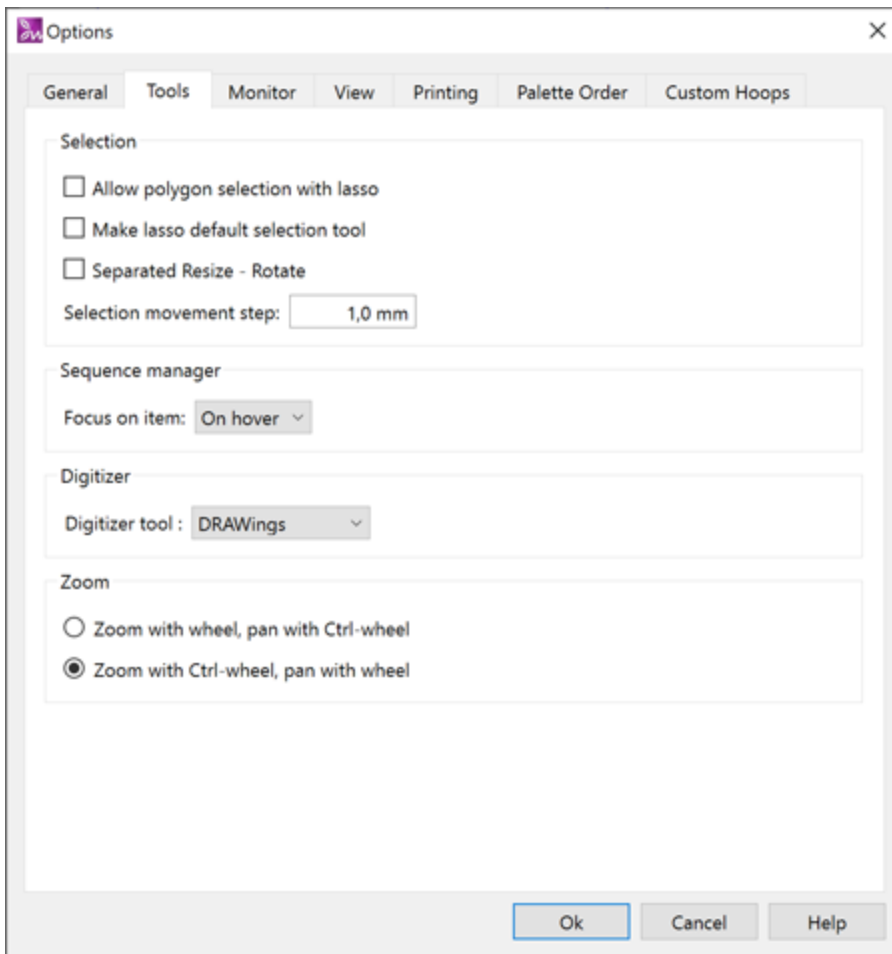 Options
General Tools Monitor View Printing Palette Order Custom Hoops
Selection
Allow polygon selection with lasso
Make lasso default selection tool
Separated Resize - Rotate
Selection movement step: 1,0 mm
Sequence manager
Focus on item: On hover
Digitizer
Digitizer tool : DRAWings
Zoom
Zoom with wheel, pan with Ctrl-wheel
Zoom with Ctrl-wheel, pan with wheel
Ok Cancel Help